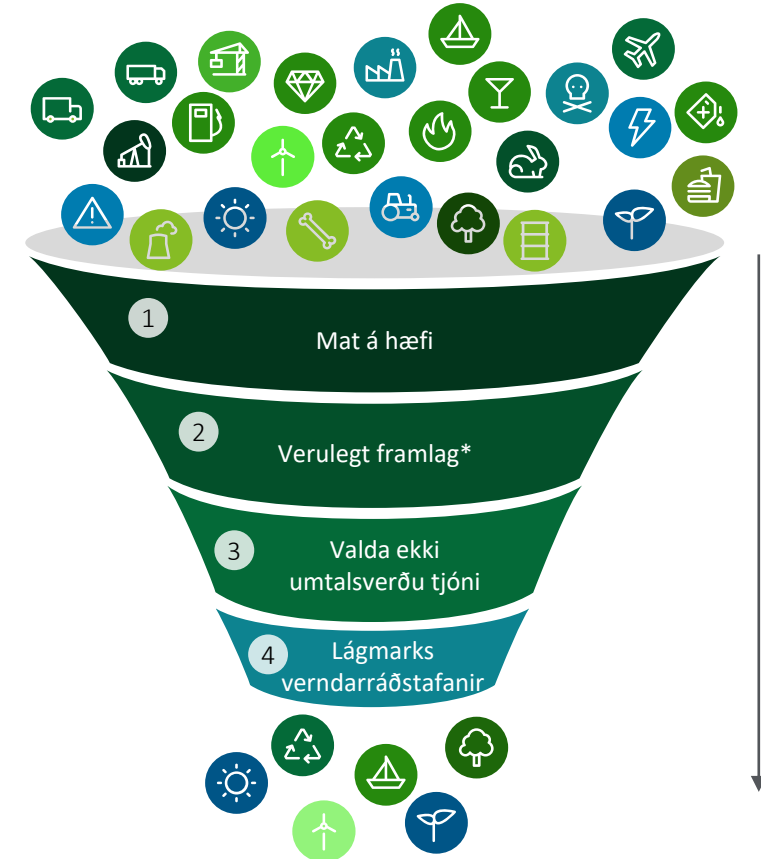 1
Mat á hæfi
2
Verulegt framlag*
3
Valda ekki
umtalsverðu tjóni
4
Lágmarks
verndarráðstafanir